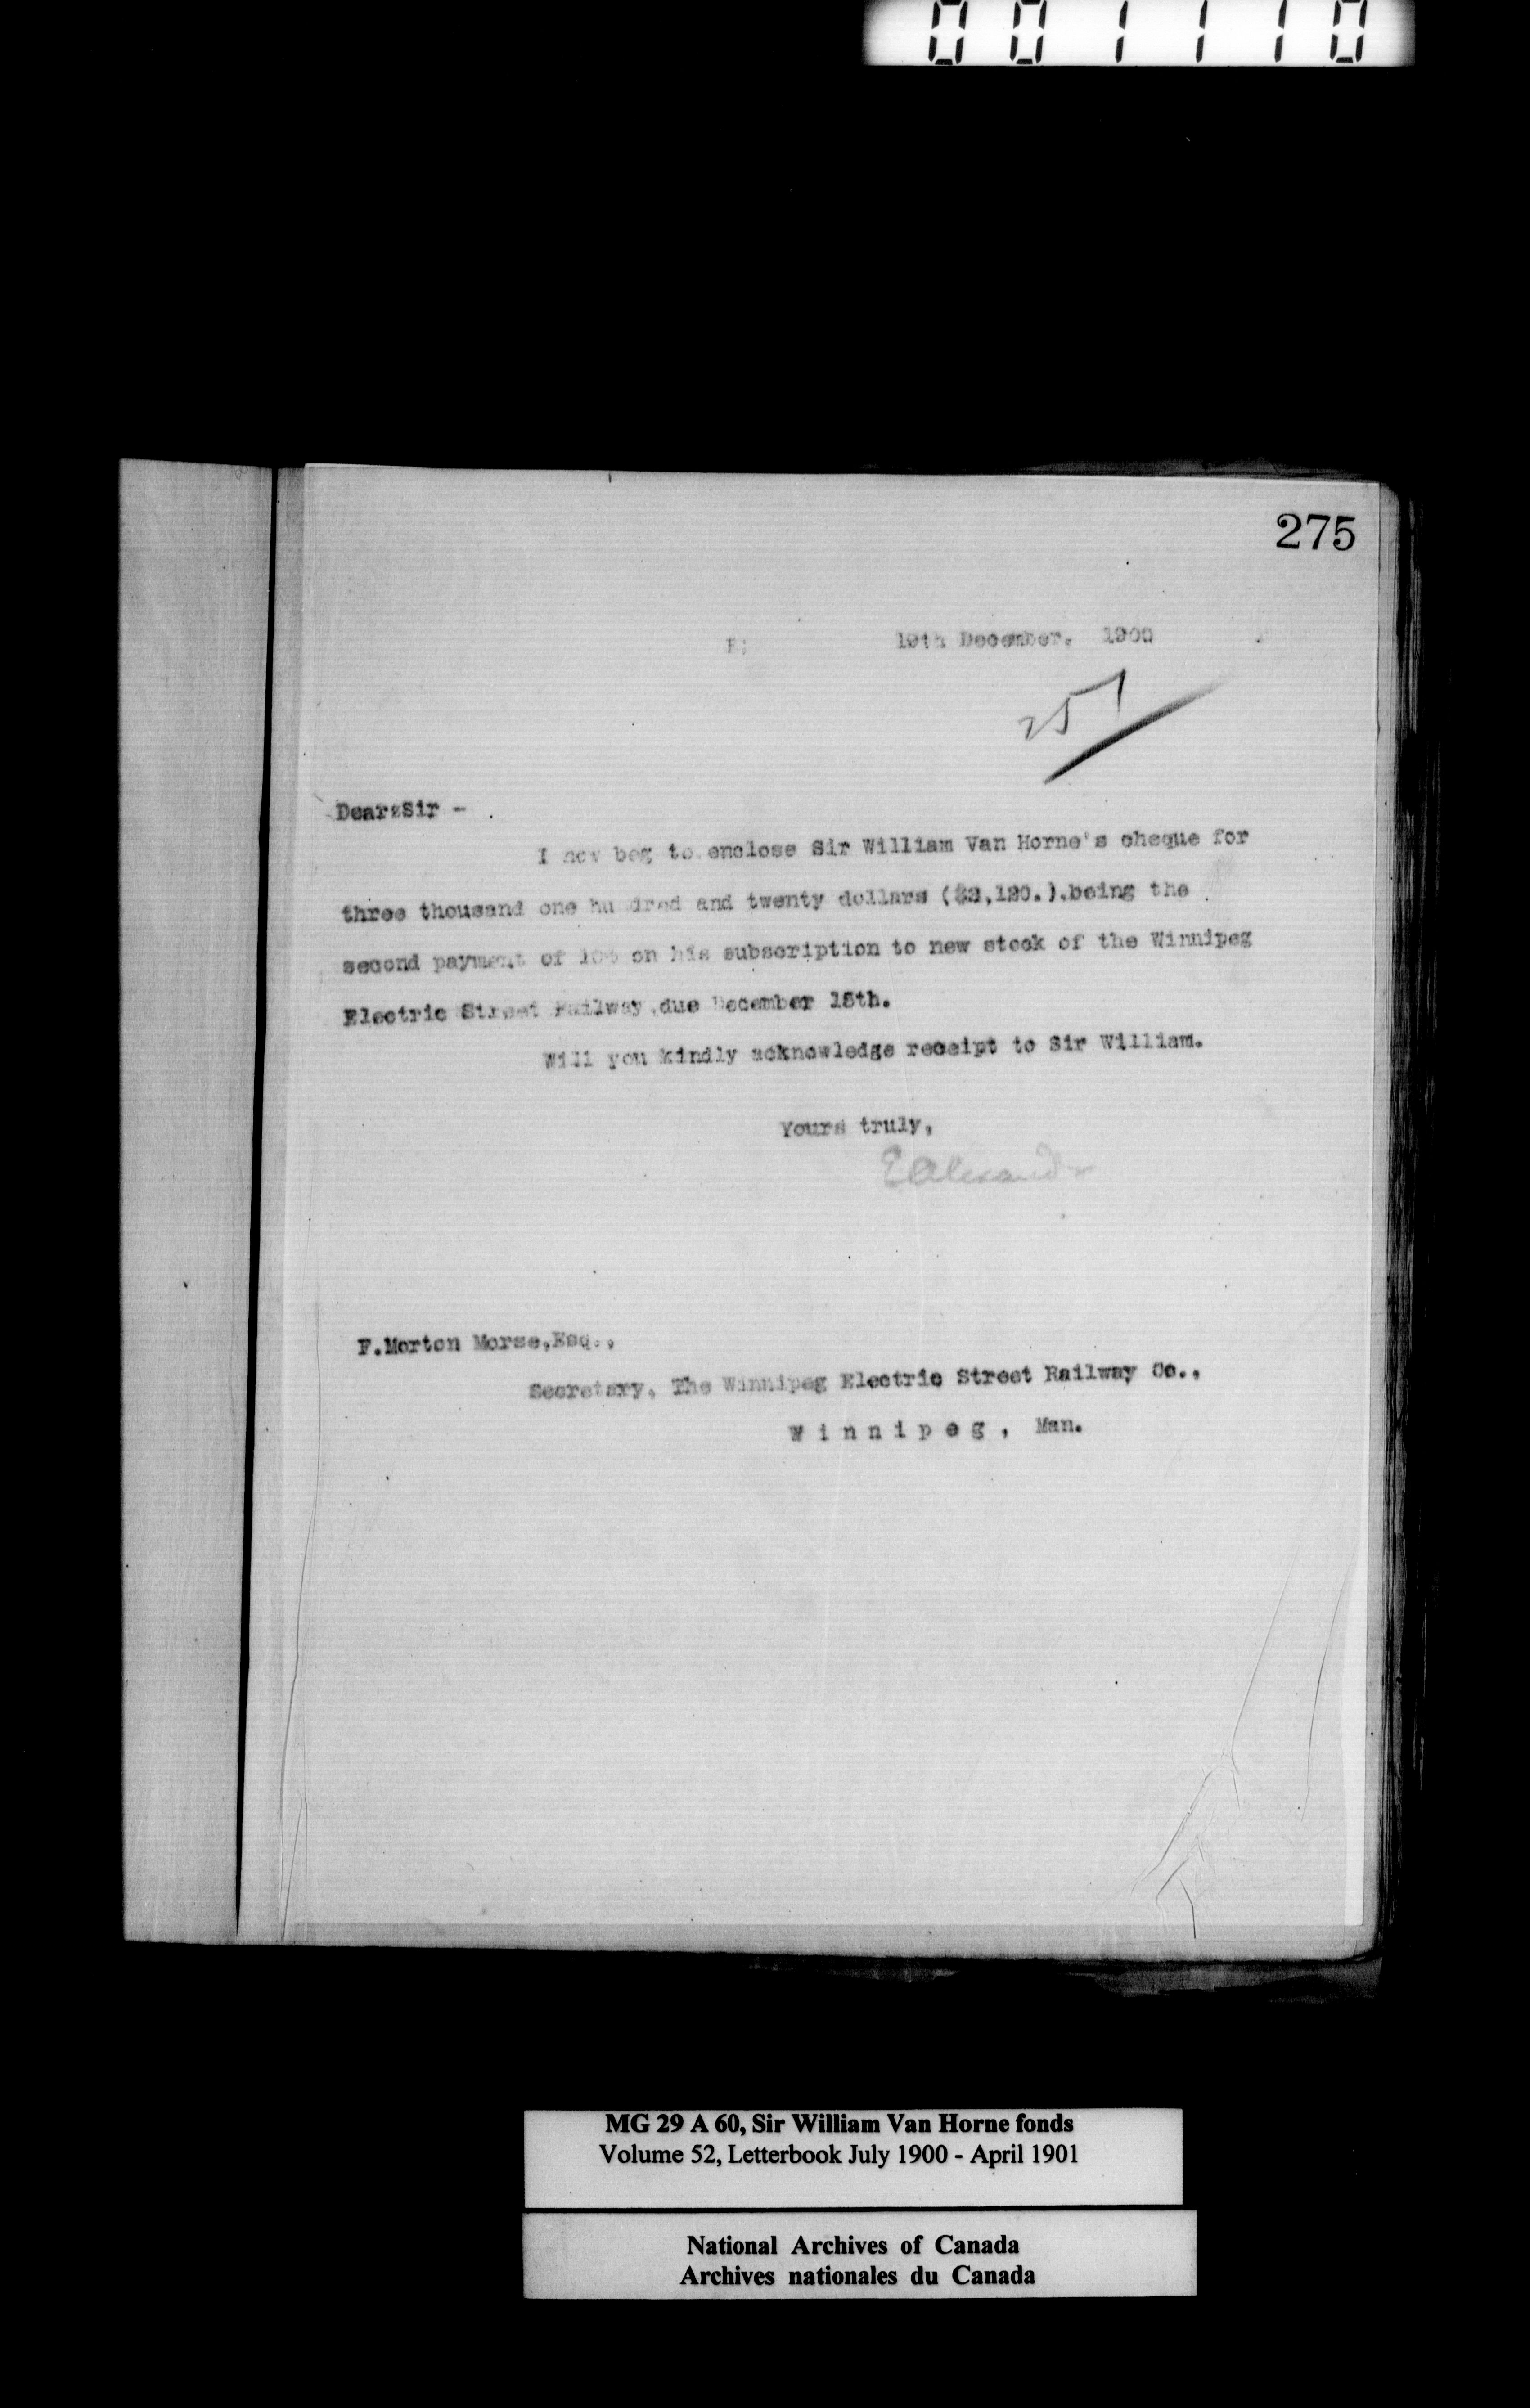 001110
275
19th December. 1900
257
Dear Sir -
I now beg to enclose Sir William Van Horne's cheque for
three thousand one hundred and twenty dollars ($3,120.),being the
second payment of 10% on his subscription to new stock of the Winnipeg
Electric Street Railway,due December 15th.
Will you kindly acknowledge receipt to Sir William.
Yours truly,
E Alexander
F.Morton Morse,Esq.,
Secretary, The Winnipeg Electric Street Railway Co.,
W i n n i p e g , Man.
MG 29 A 60, Sir William Van Horne fonds
Volume 52, Letterbook July 1900 - April 1901
National Archives of Canada
Archives nationales du Canada